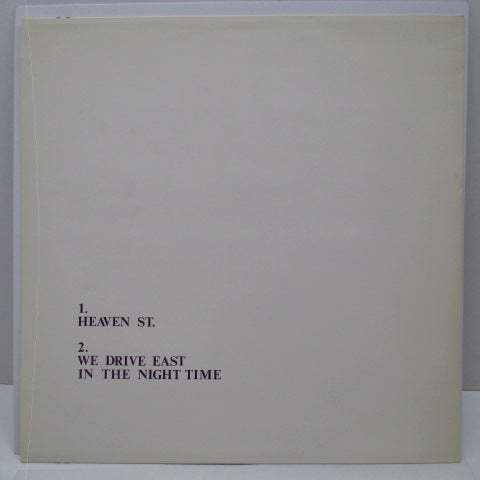 1.
HEAVEN ST.
2.
WE DRIVE EAST
IN THE NIGHT TIME